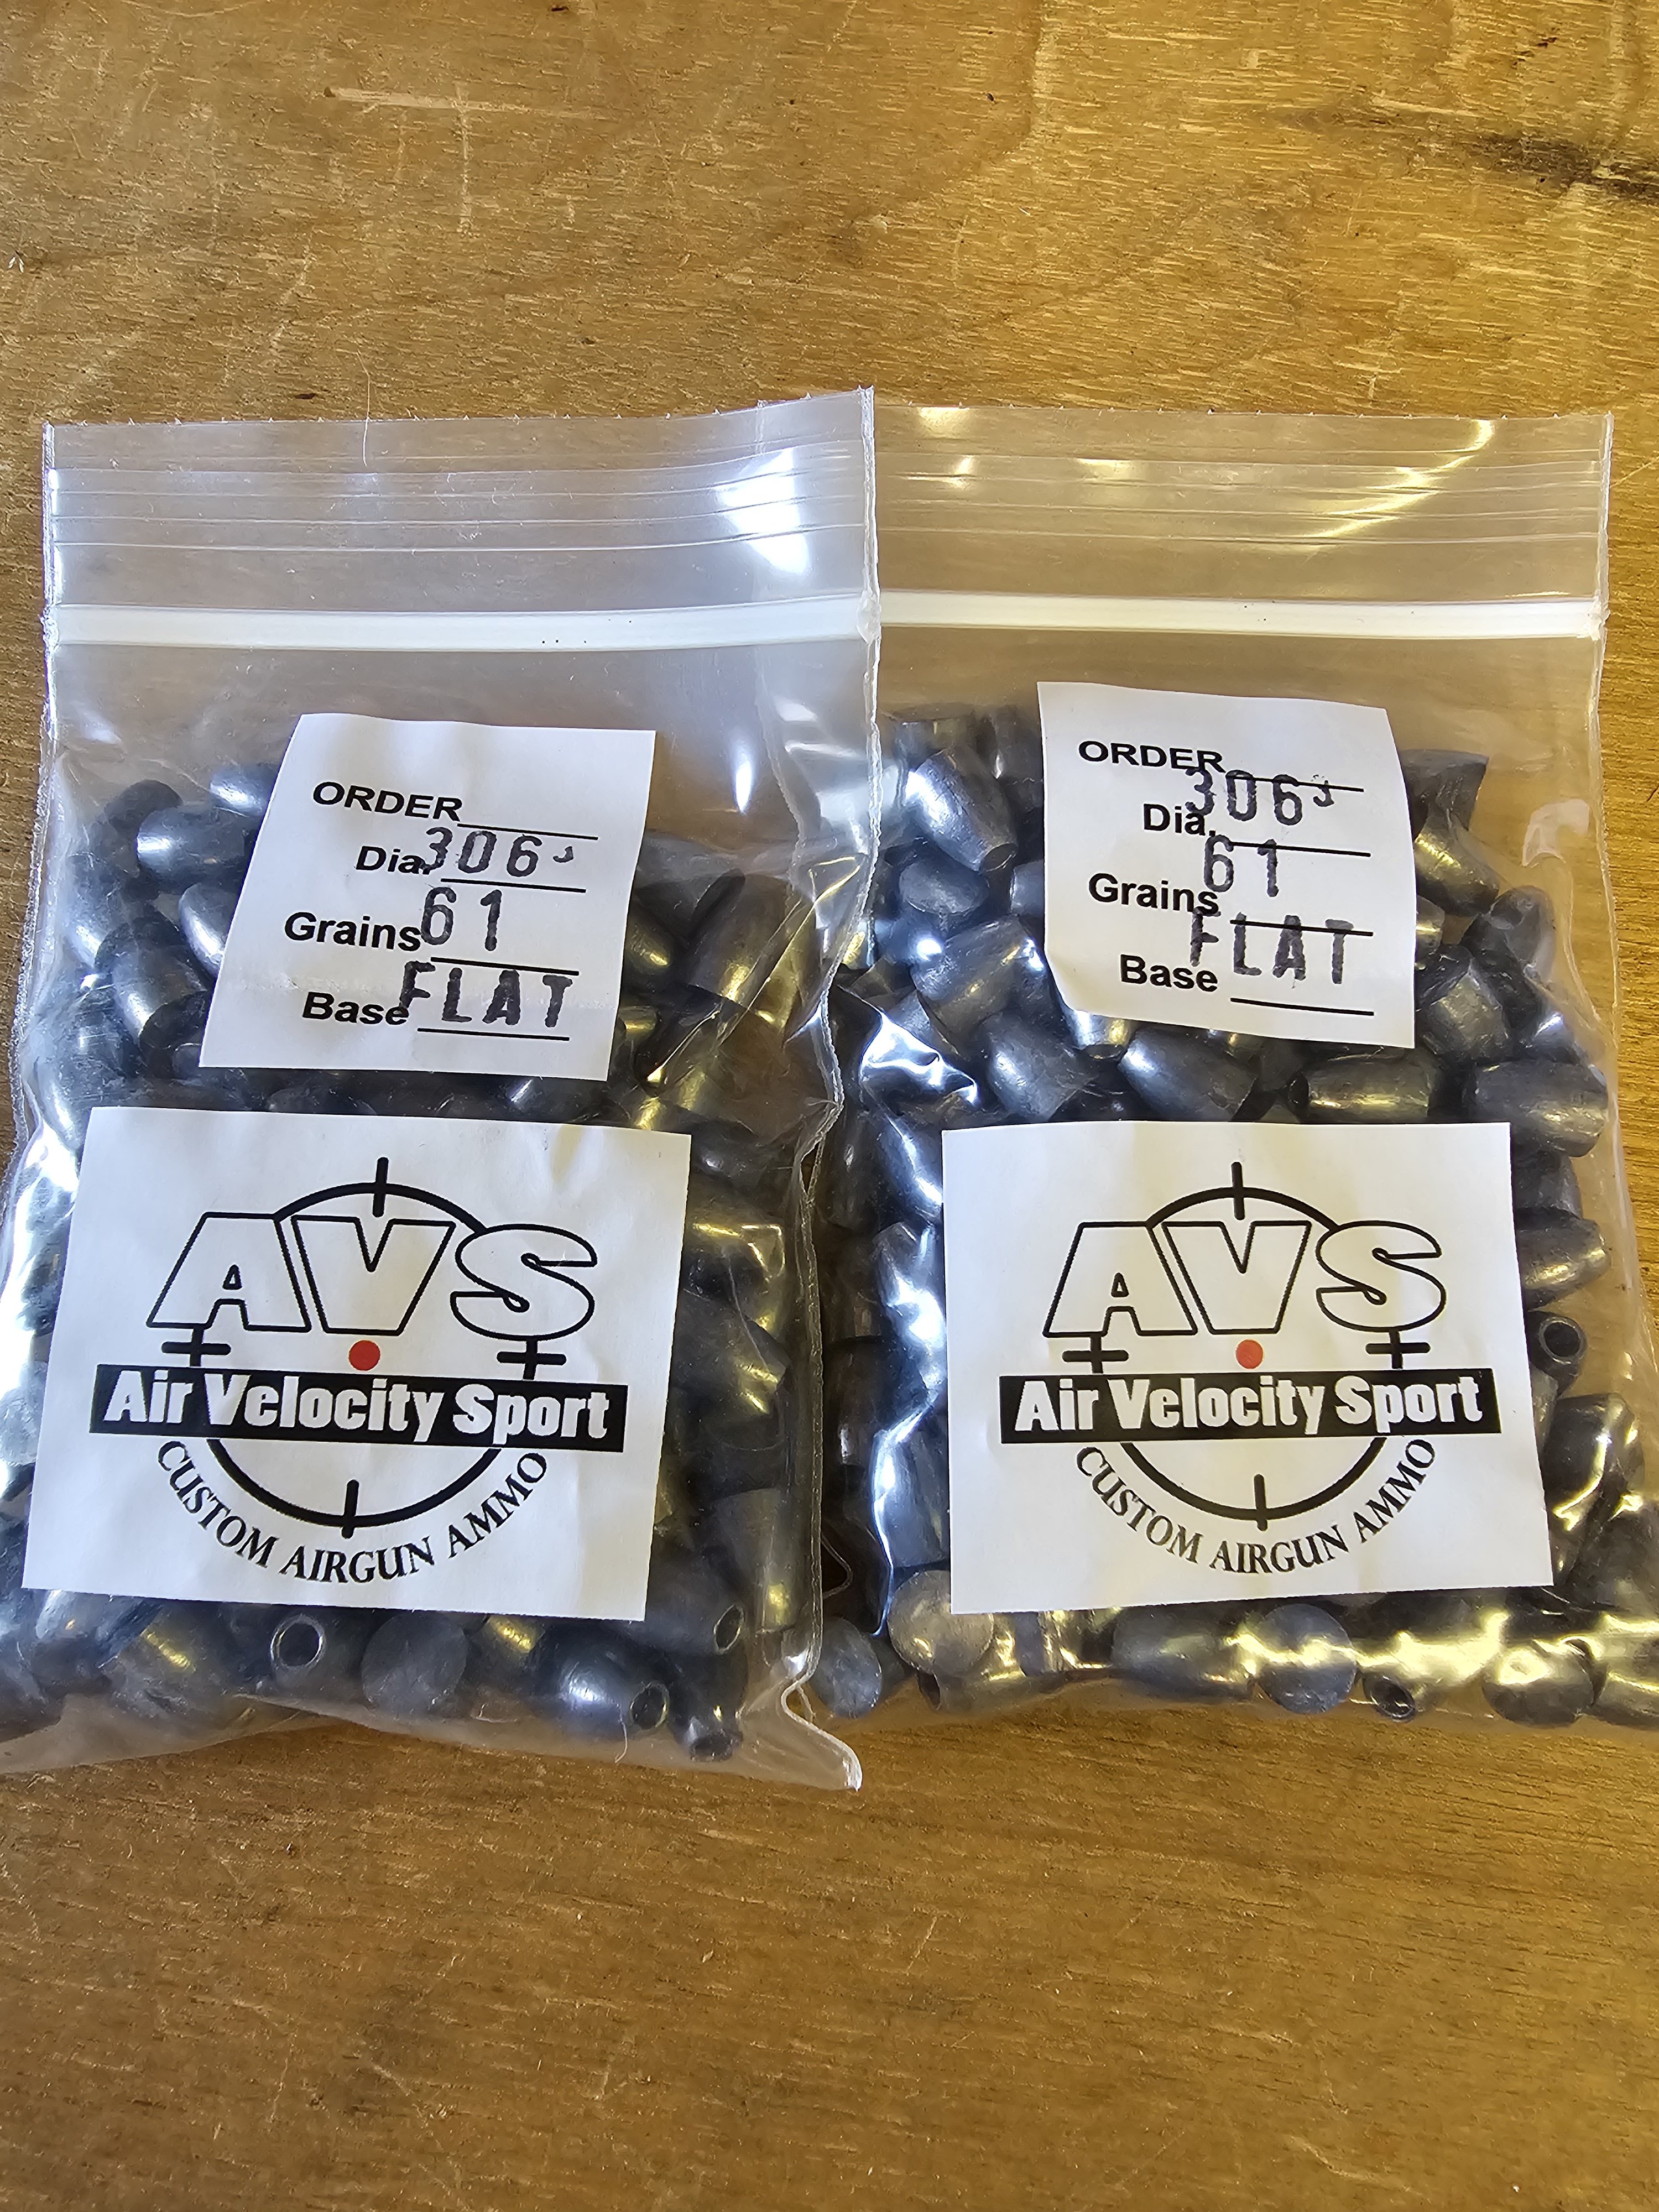 ORDER
Dia. 306
Grains 61
Base FLAT
AVS
Air Velocity Sport
CUSTOM AIRGUN AMMO
ORDER
Dia. 306
Grains 61
Base FLAT
AVS
Air Velocity Sport
CUSTOM AIRGUN AMMO